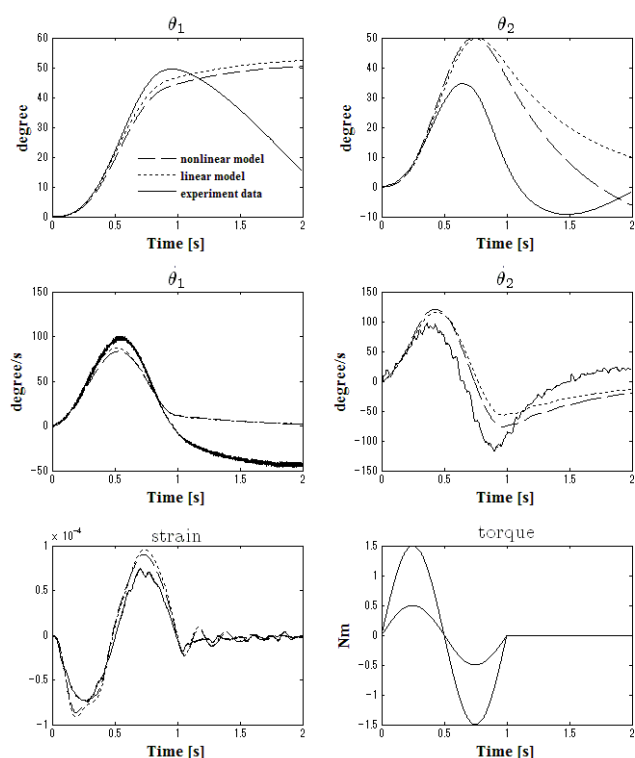 θ₁
60
50
40
30
20
10
0
degree
nonlinear model
linear model
experiment data
0 0.5 1 1.5 2
Time [s]
θ₂
50
40
30
20
10
0
-10
degree
0 0.5 1 1.5 2
Time [s]
θ̇₁
150
100
50
0
-50
degree/s
0 0.5 1 1.5 2
Time [s]
θ̇₂
150
100
50
0
-50
-100
-150
degree/s
0 0.5 1 1.5 2
Time [s]
strain
× 10⁻⁴
1
0.5
0
-0.5
-1
0 0.5 1 1.5 2
Time [s]
torque
1.5
1
0.5
0
-0.5
-1
-1.5
Nm
0 0.5 1 1.5 2
Time [s]